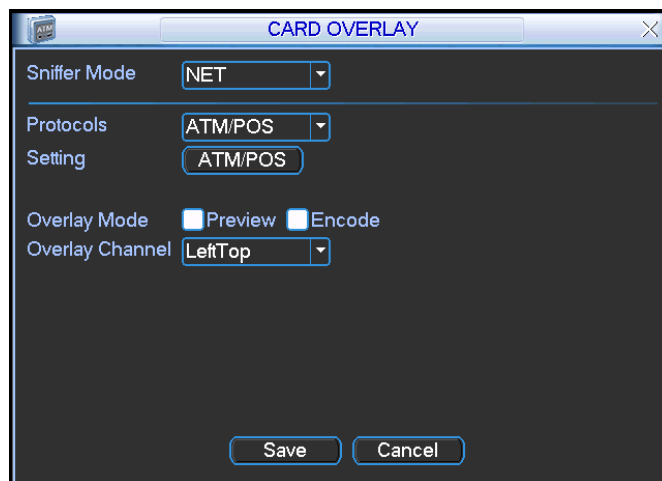 ATM
CARD OVERLAY
Sniffer Mode NET
Protocols ATM/POS
Setting ATM/POS
Overlay Mode Preview Encode
Overlay Channel LeftTop
Save Cancel